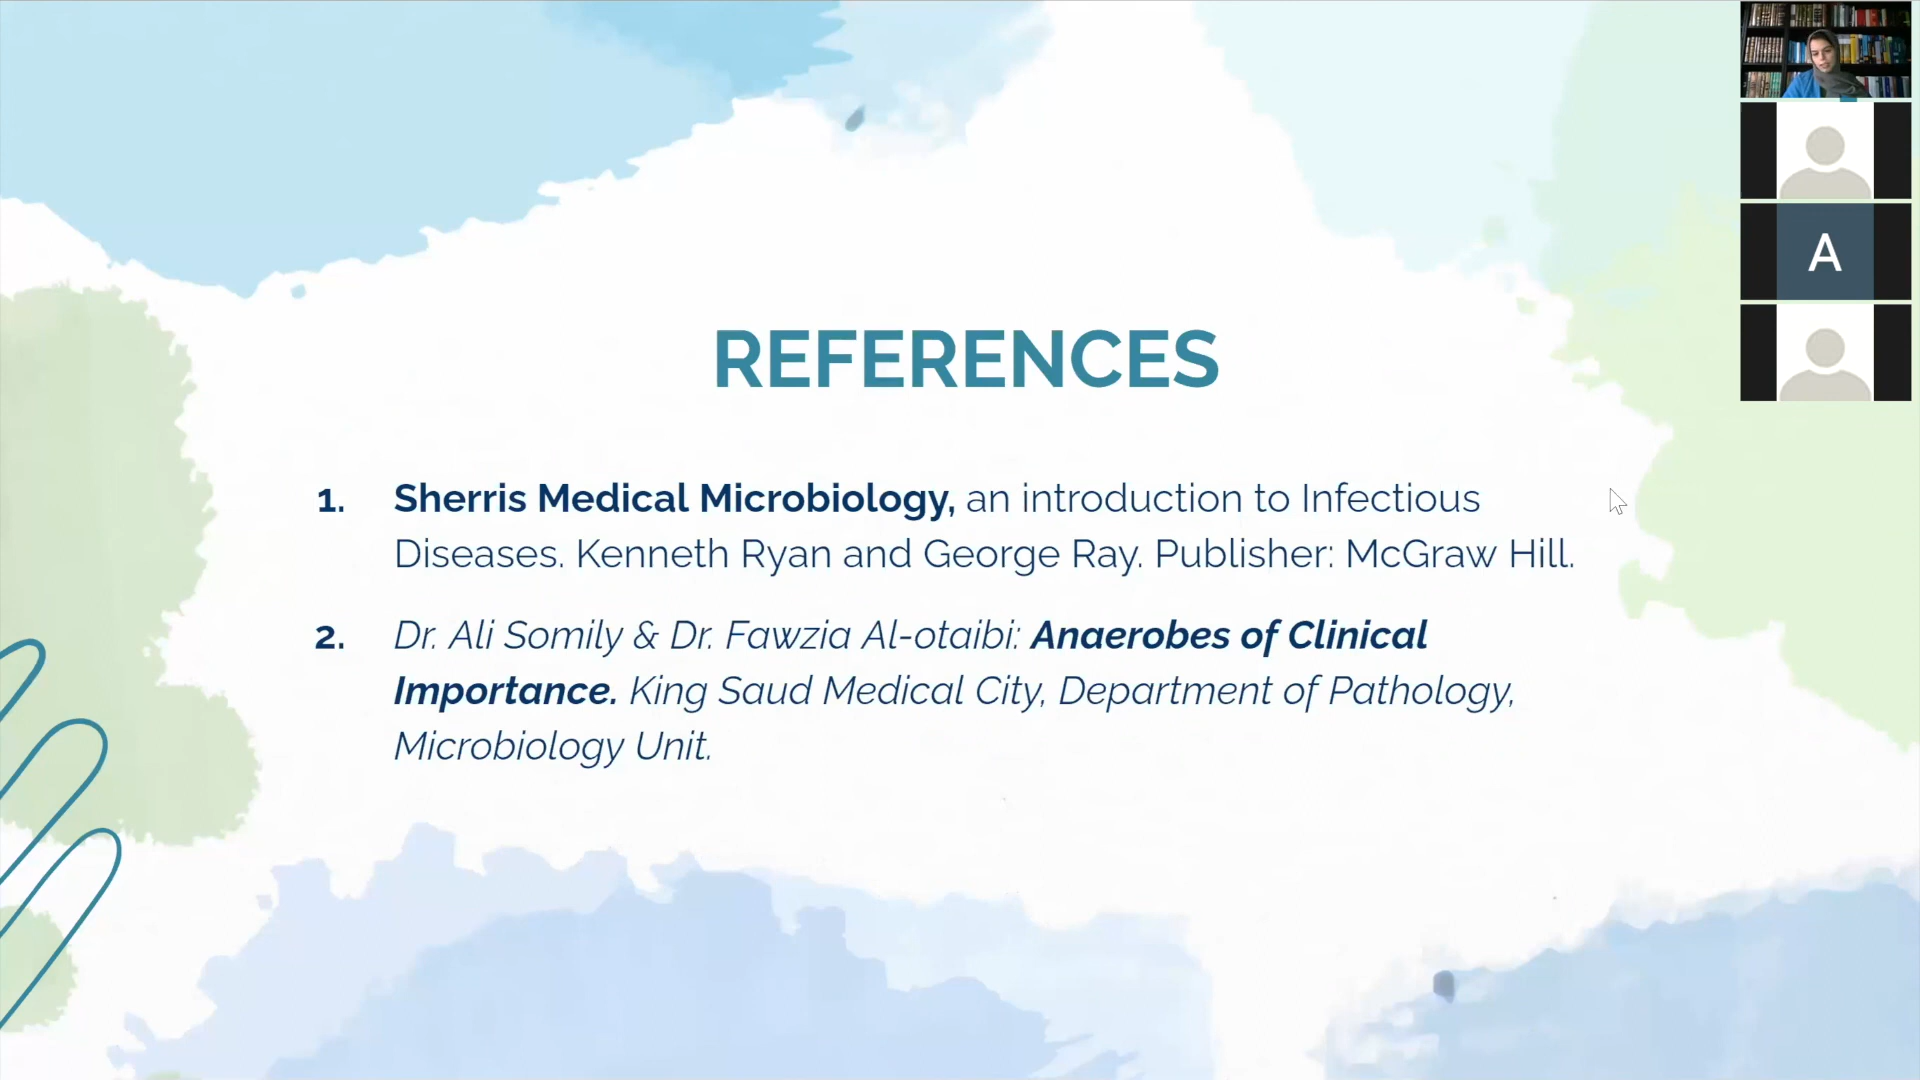 REFERENCES
1. Sherris Medical Microbiology, an introduction to Infectious
Diseases. Kenneth Ryan and George Ray. Publisher: McGraw Hill.
2. Dr. Ali Somily & Dr. Fawzia Al-otaibi: Anaerobes of Clinical
Importance. King Saud Medical City, Department of Pathology,
Microbiology Unit.
A